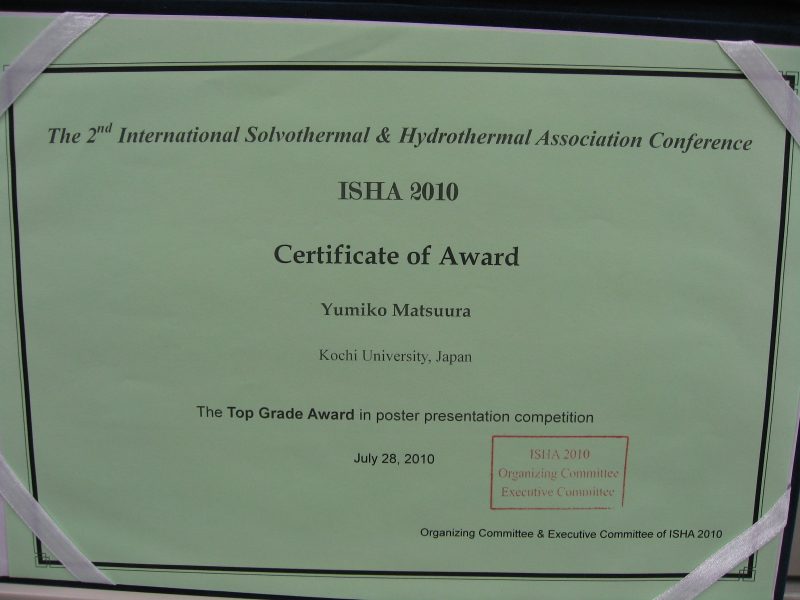 The 2nd International Solvothermal & Hydrothermal Association Conference
ISHA 2010
Certificate of Award
Yumiko Matsuura
Kochi University, Japan
The Top Grade Award in poster presentation competition
July 28, 2010
ISHA 2010
Organizing Committee
Executive Committee
Organizing Committee & Executive Committee of ISHA 2010